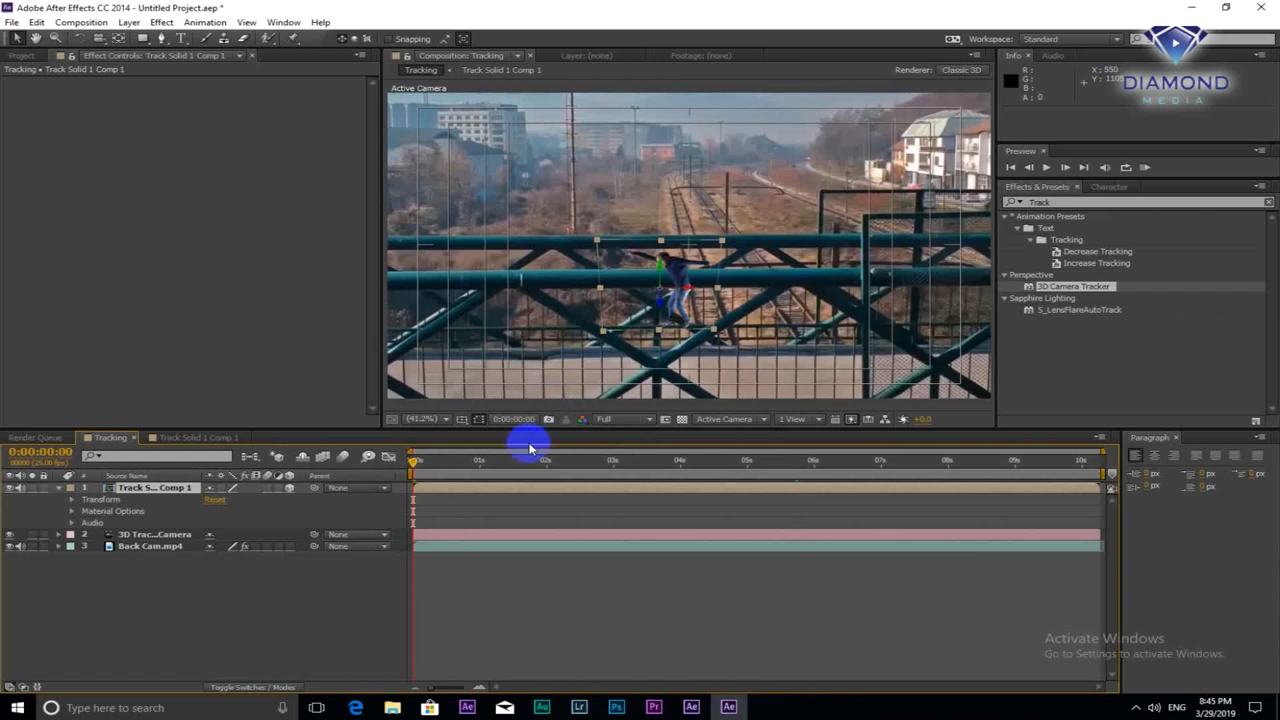 Adobe After Effects CC 2014 - Untitled Project.aep *
File Edit Composition Layer Effect Animation View Window Help
Snapping
Workspace: Standard
Project Effect Controls: Track Solid 1 Comp 1
Tracking • Track Solid 1 Comp 1
Composition: Tracking Layer: (none) Footage: (none)
Tracking Track Solid 1 Comp 1
Renderer: Classic 3D
Active Camera
Info Audio
R:
G:
B:
A: 0
X: 550
DIAMOND
MEDIA
Preview
Effects & Presets Character
Track
* Animation Presets
Text
Tracking
Decrease Tracking
Increase Tracking
Perspective
3D Camera Tracker
Sapphire Lighting
S_LensFlareAutoTrack
(41.2%) 0:00:00:00 Full Active Camera 1 View +0.0
Render Queue Tracking Track Solid 1 Comp 1
0:00:00:00
00000 (25.00 fps)
01s 02s 03s 04s 05s 06s 07s 08s 09s 10s
# Source Name Parent
1 Track S... Comp 1 None
Transform Reset
Material Options
Audio
2 3D Trac...Camera None
3 Back Cam.mp4 fx None
Toggle Switches / Modes
Paragraph
0 px 0 px
0 px 0 px
0 px
Activate Windows
Go to Settings to activate Windows.
Type here to search
ENG
8:45 PM
3/29/2019